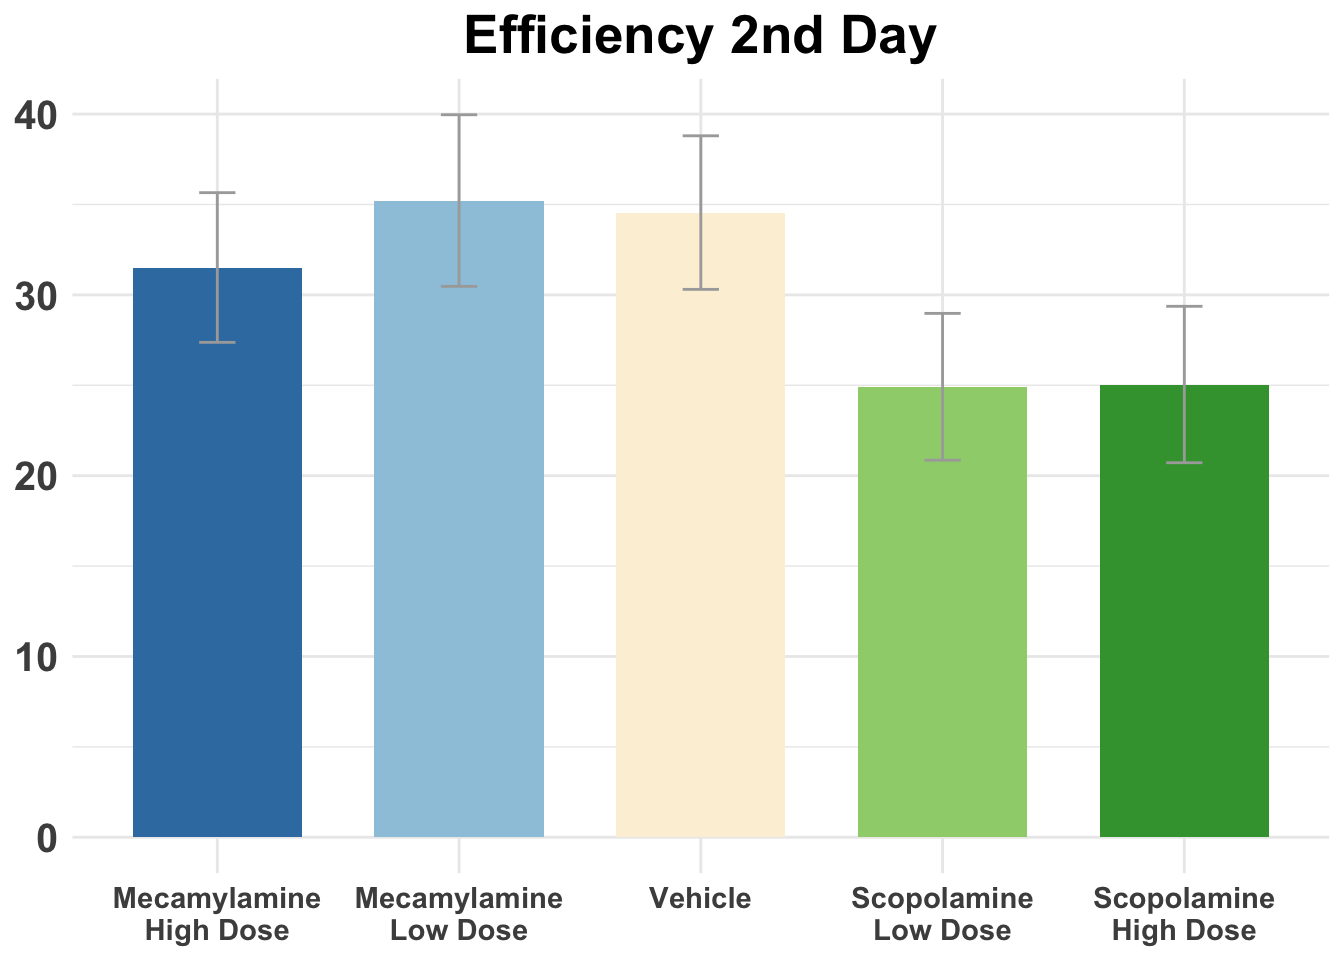 Efficiency 2nd Day
40
30
20
10
0
Mecamylamine
High Dose
Mecamylamine
Low Dose
Vehicle
Scopolamine
Low Dose
Scopolamine
High Dose